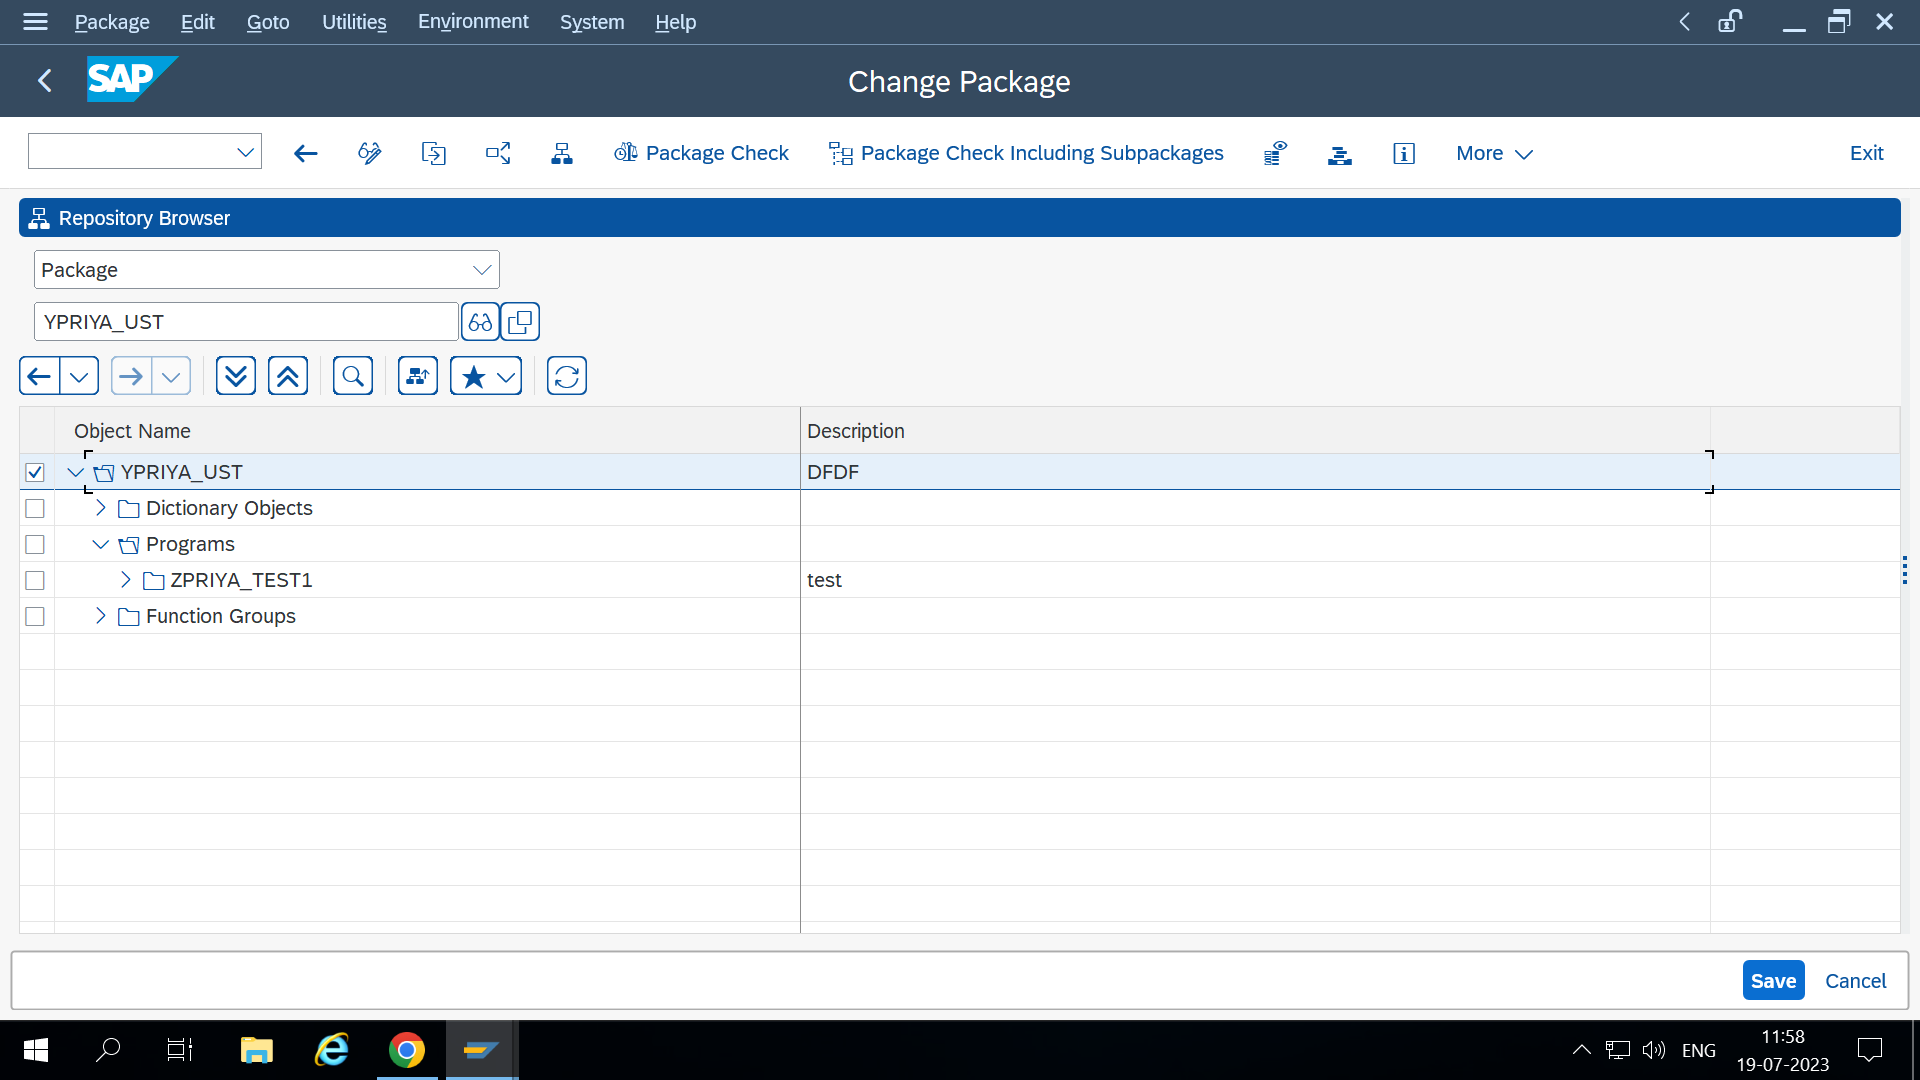 Package Edit Goto Utilities Environment System Help
SAP Change Package
Package Check Package Check Including Subpackages More Exit
Repository Browser
Package
YPRIYA_UST
Object Name Description
YPRIYA_UST DFDF
Dictionary Objects
Programs
ZPRIYA_TEST1 test
Function Groups
Save Cancel
ENG 11:58
19-07-2023